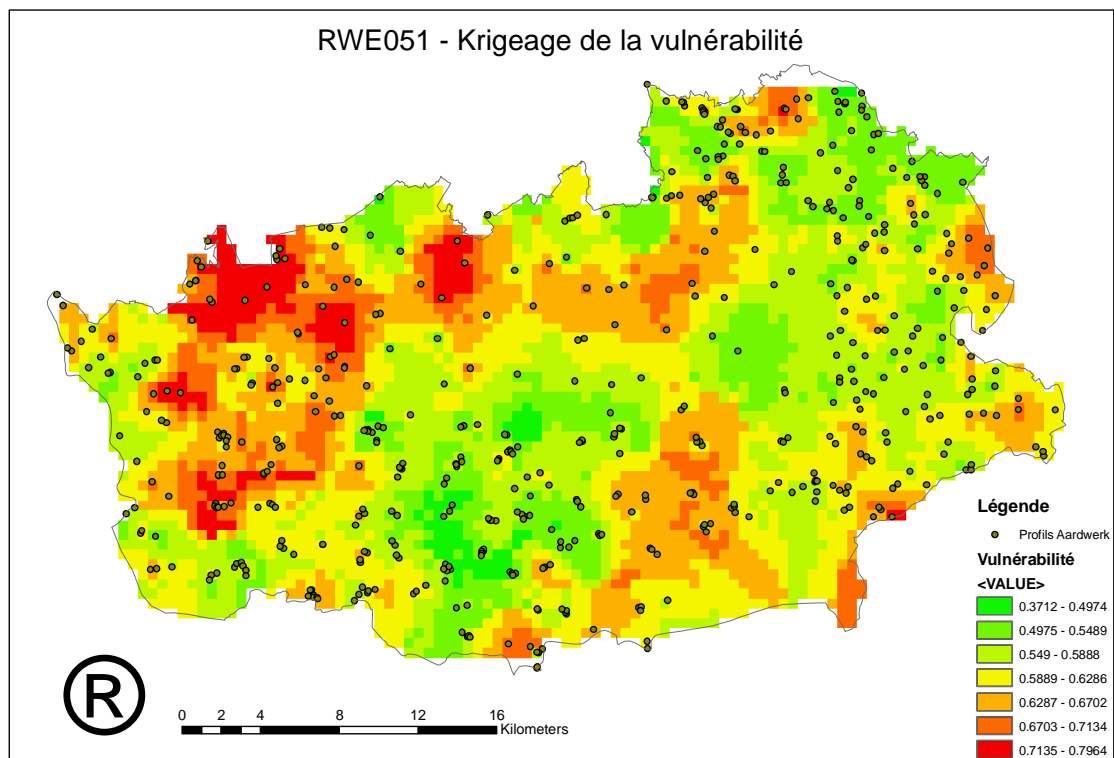 RWE051 - Krigeage de la vulnérabilité
Légende
Profils Aardwerk
Vulnérabilité
<VALUE>
0.3712 - 0.4974
0.4975 - 0.5489
0.549 - 0.5888
0.5889 - 0.6286
0.6287 - 0.6702
0.6703 - 0.7134
0.7135 - 0.7964
®
0 2 4 8 12 16
Kilometers